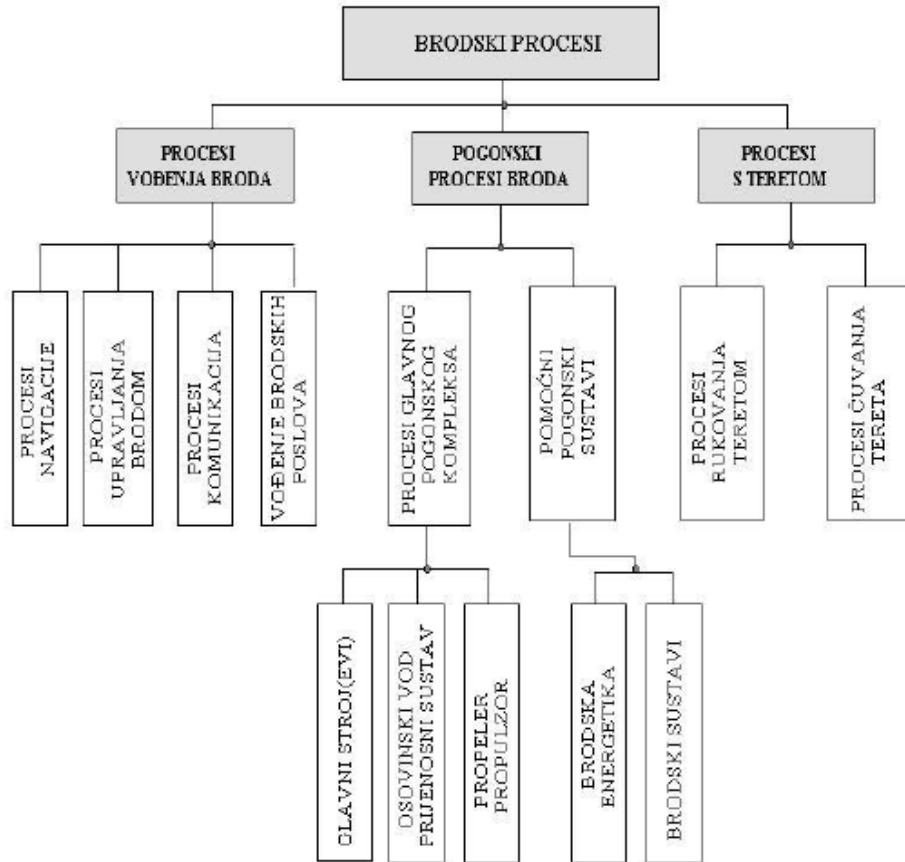 BRODSKI PROCESI
PROCESI
VOĐENJA BRODA
POGONSKI
PROCESI BRODA
PROCESI
S TERETOM
PROCESI
NAVIGACIJE
PROCESI
UPRAVLJANJA
BRODOM
PROCESI
KOMUNIKACIJA
VOĐENJE BRODSKIH
POSLOVA
PROCESI GLAVNOG
POGONSKOG
KOMPLEKSA
POMOĆNI
POGONSKI
SUSTAVI
PROCESI
RUKOVANJA
TERETOM
PROCESI ČUVANJA
TERETA
GLAVNI STROJ(EVI)
OSOVINSKI VOD
PRIJENOSNI SUSTAV
PROPELER
PROPULZOR
BRODSKA
ENERGETIKA
BRODSKI SUSTAVI